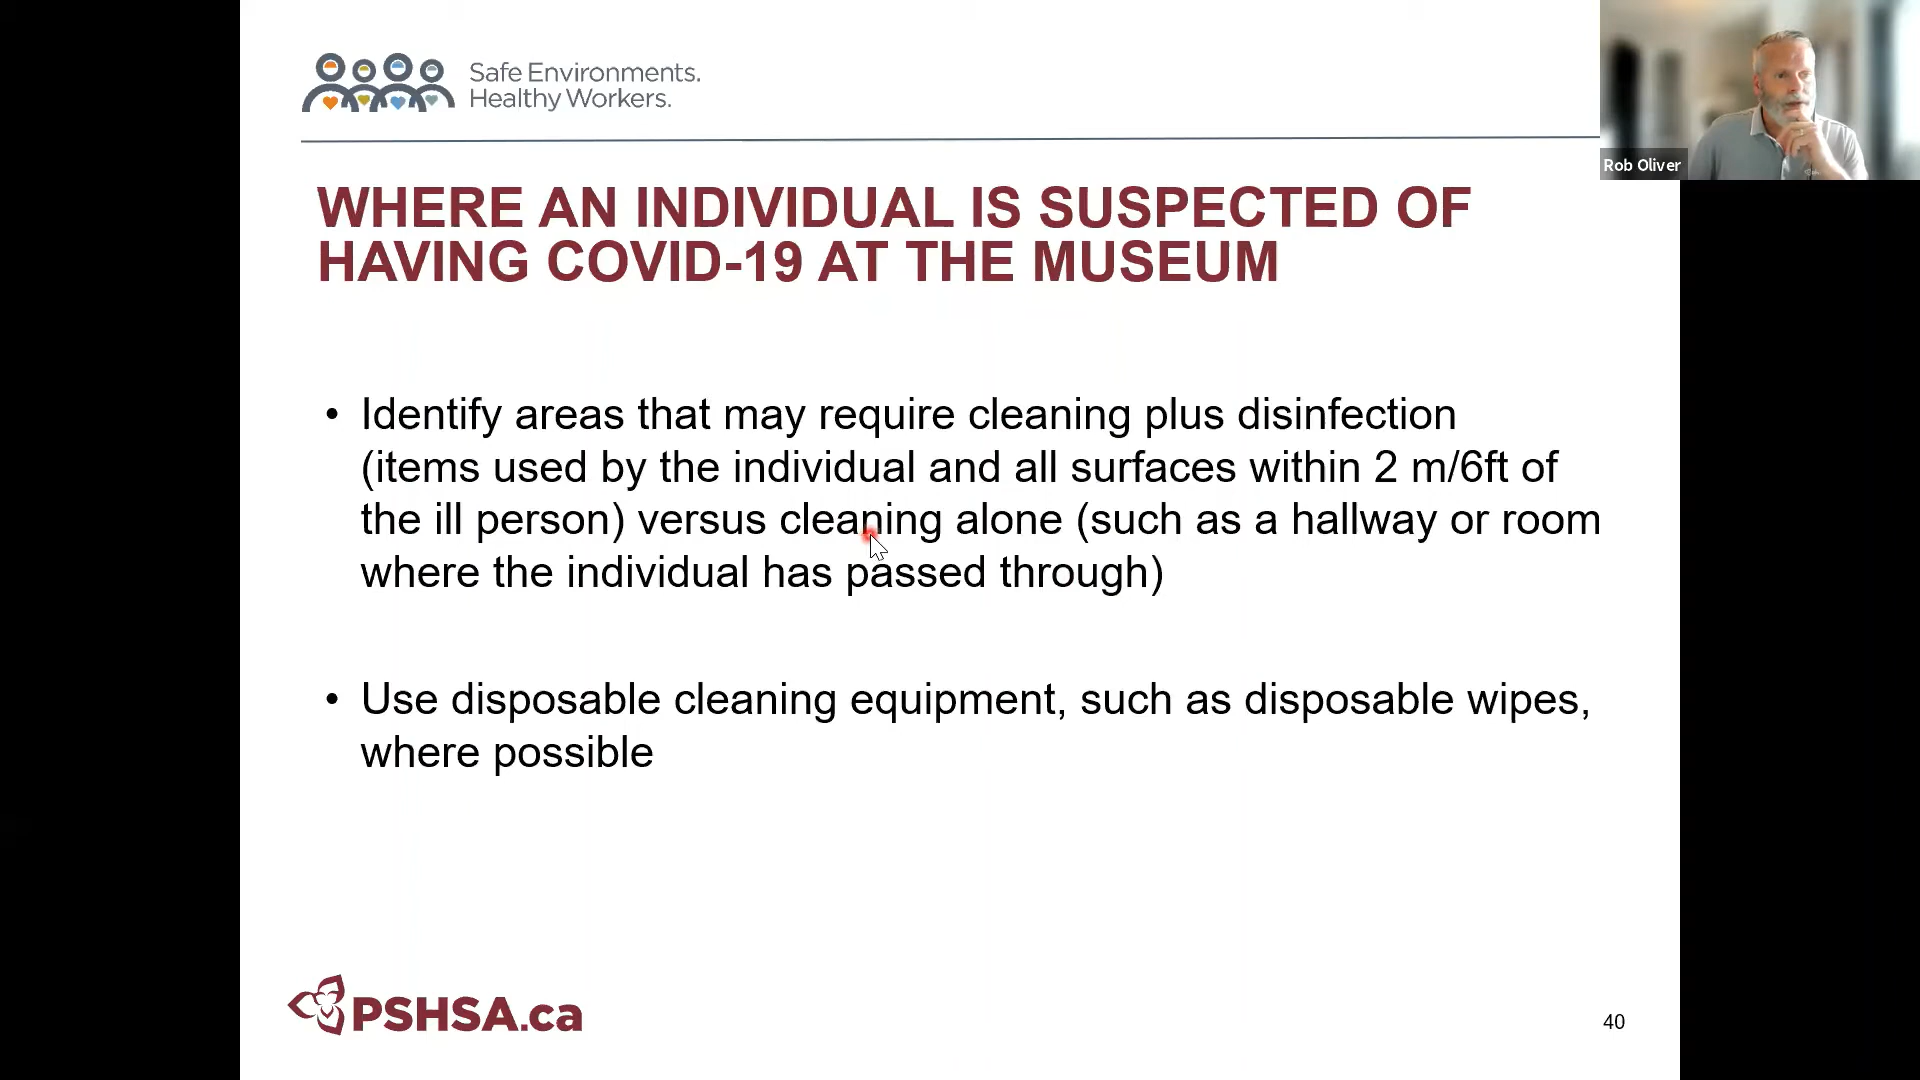 Safe Environments.
Healthy Workers.
Rob Oliver
WHERE AN INDIVIDUAL IS SUSPECTED OF
HAVING COVID-19 AT THE MUSEUM
• Identify areas that may require cleaning plus disinfection
(items used by the individual and all surfaces within 2 m/6ft of
the ill person) versus cleaning alone (such as a hallway or room
where the individual has passed through)
• Use disposable cleaning equipment, such as disposable wipes,
where possible
PSHSA.ca
40